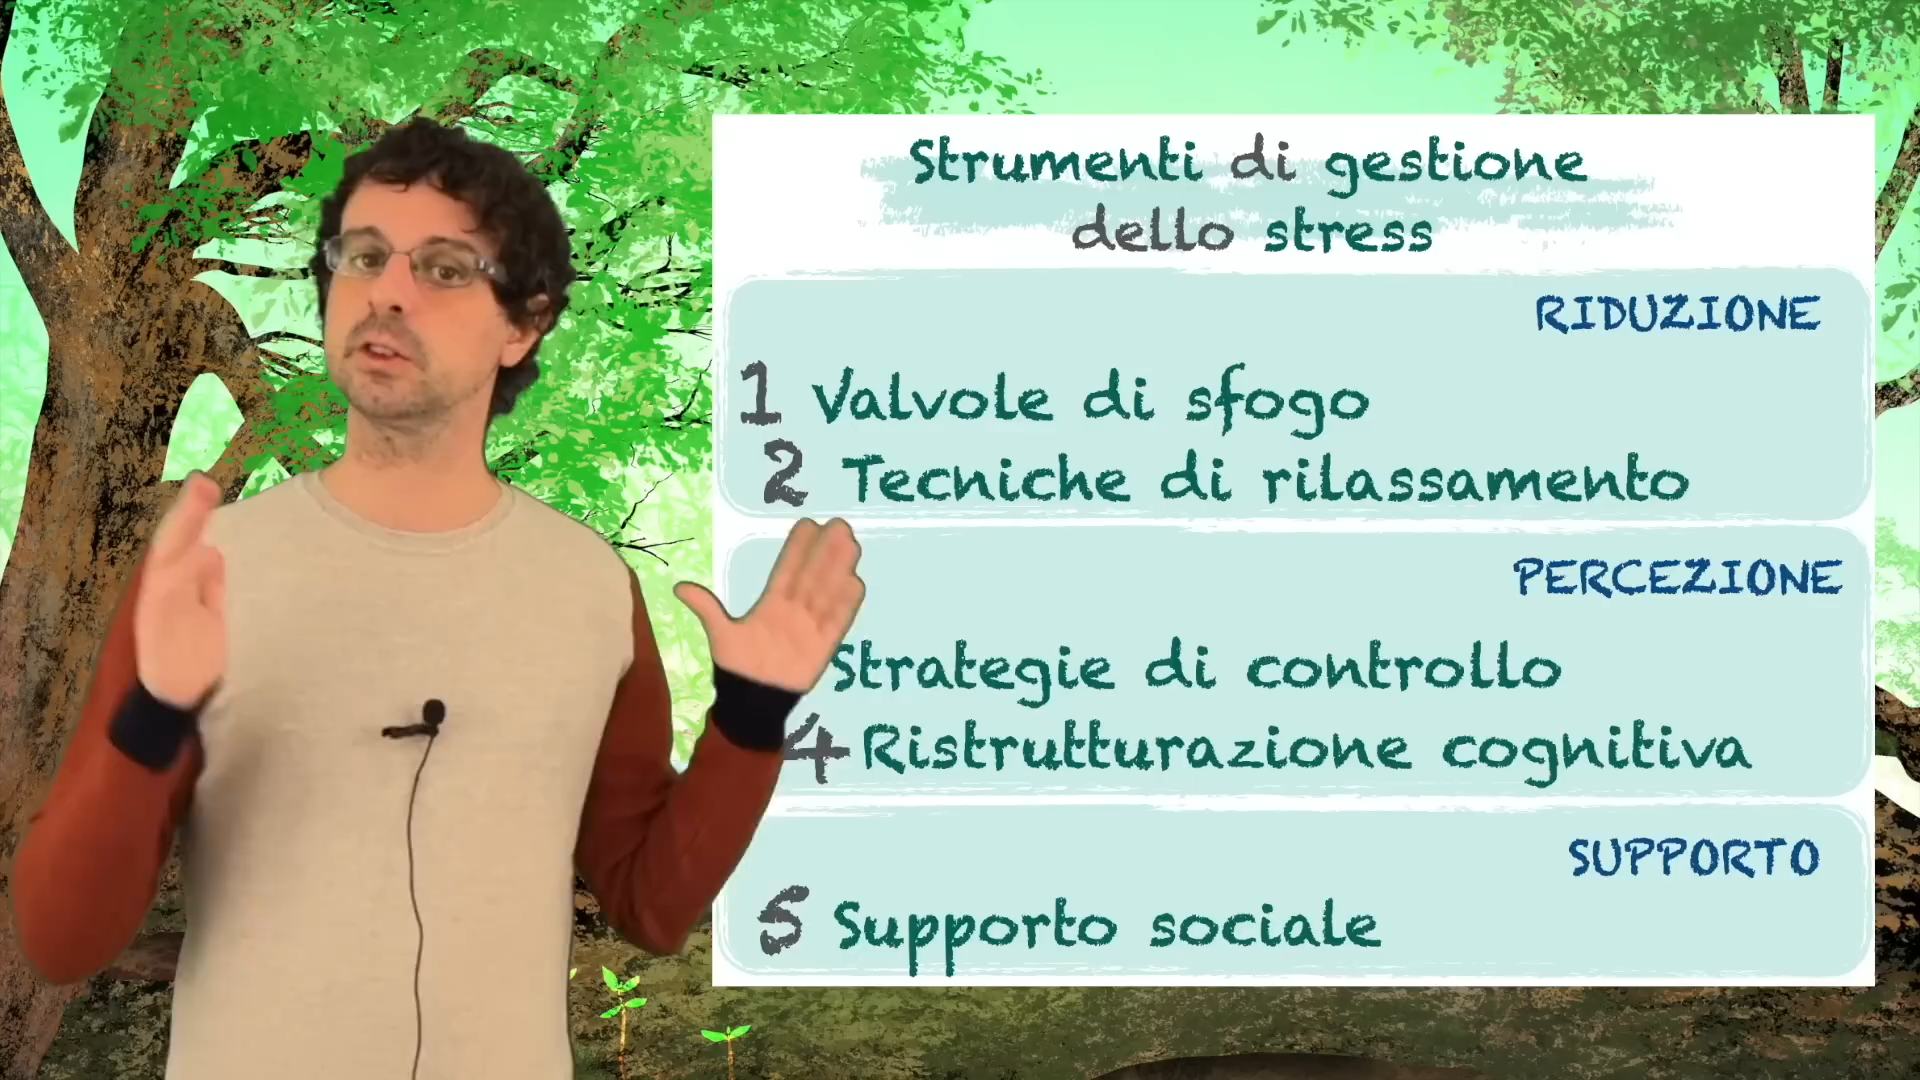 Strumenti di gestione
dello stress
RIDUZIONE
1 Valvole di sfogo
2 Tecniche di rilassamento
PERCEZIONE
Strategie di controllo
4 Ristrutturazione cognitiva
SUPPORTO
5 Supporto sociale